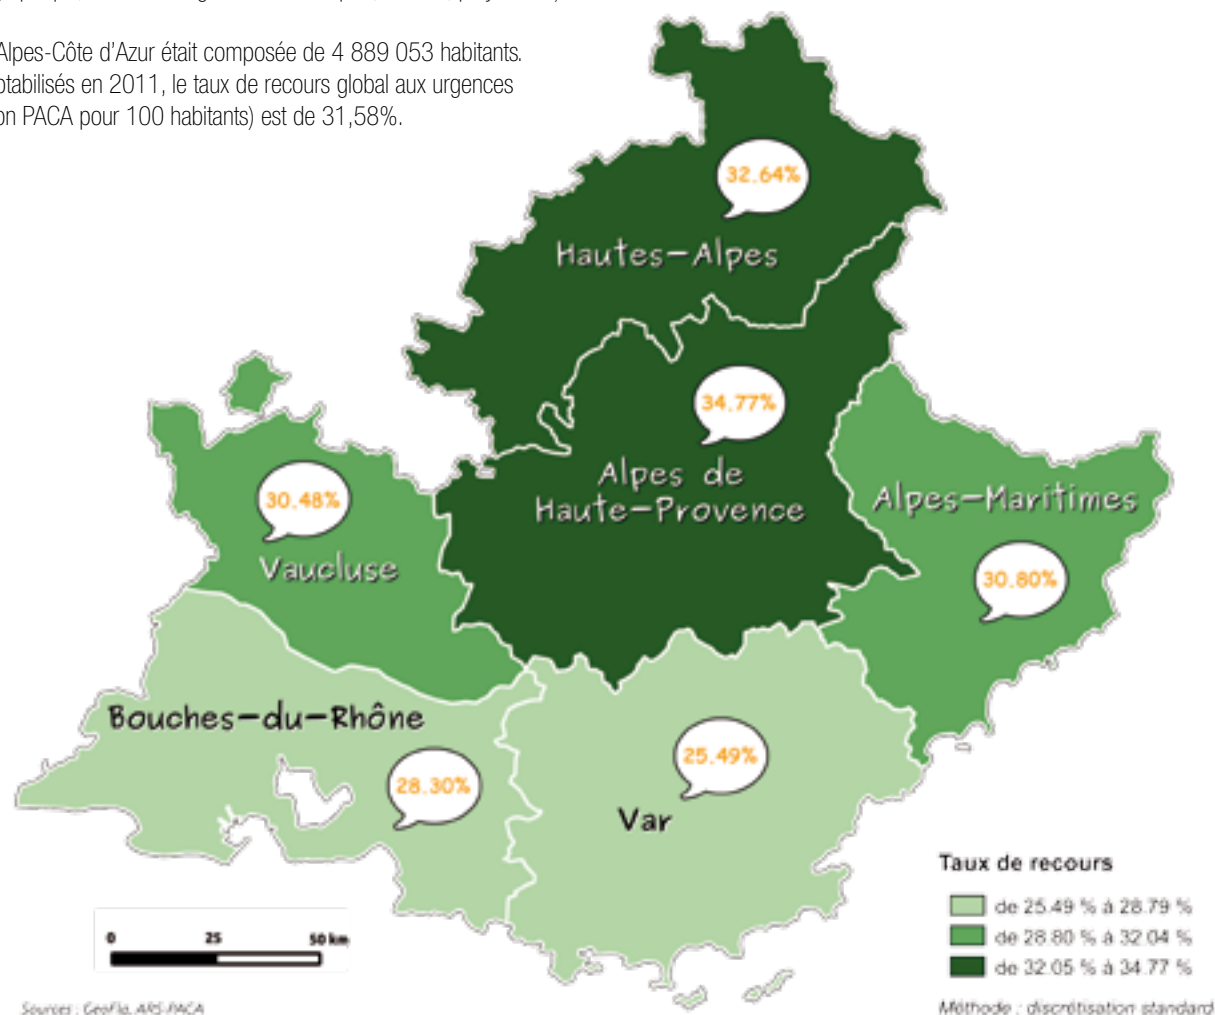 Alpes-Côte d'Azur était composée de 4 889 053 habitants.
ptabilisés en 2011, le taux de recours global aux urgences
on PACA pour 100 habitants) est de 31,58%.
32.64%
Hautes-Alpes
34.77%
Alpes de
Haute-Provence
30.48%
Vaucluse
Alpes-Maritimes
30.80%
Bouches-du-Rhône
28.30%
25.49%
Var
Taux de recours
de 25.49 % à 28.79 %
de 28.80 % à 32.04 %
de 32.05 % à 34.77 %
0 25 50 km
Sources : GeoFla, ARS-PACA
Méthode : discrétisation standard